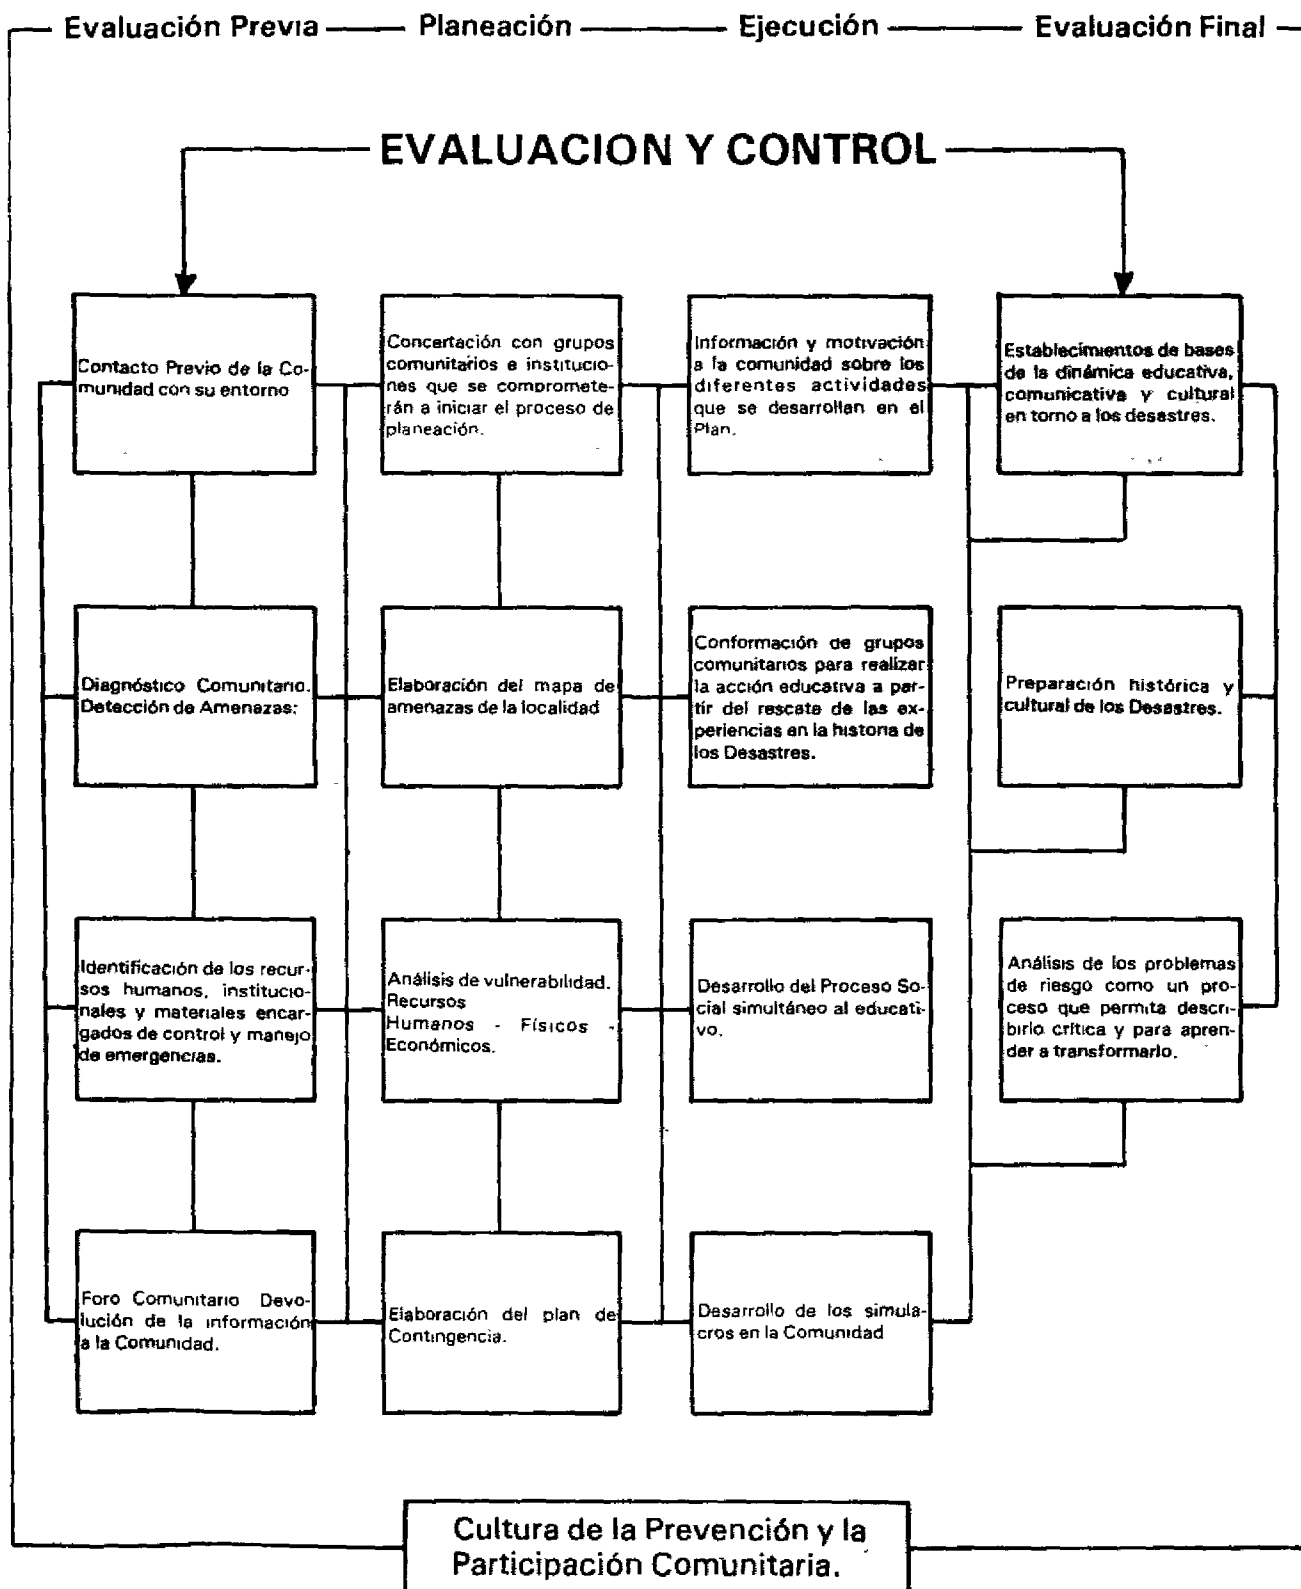 Evaluación Previa Planeación Ejecución Evaluación Final
EVALUACION Y CONTROL
Contacto Previo de la Co-
munidad con su entorno
Concertación con grupos
comunitarios e institucio-
nes que se compromete-
rán a iniciar el proceso de
planeación.
Información y motivación
a la comunidad sobre los
diferentes actividades
que se desarrollan en el
Plan.
Establecimientos de bases
de la dinámica educativa,
comunicativa y cultural
en torno a los desastres.
Diagnóstico Comunitario.
Detección de Amenazas:
Elaboración del mapa de
amenazas de la localidad
Conformación de grupos
comunitarios para realizar
la acción educativa a par-
tir del rescate de las ex-
periencias en la historia de
los Desastres.
Preparación histórica y
cultural de los Desastres.
Identificación de los recur-
sos humanos, institucio-
nales y materiales encar-
gados de control y manejo
de emergencias.
Análisis de vulnerabilidad.
Recursos
Humanos - Físicos -
Económicos.
Desarrollo del Proceso So-
cial simultáneo al educati-
vo.
Análisis de los problemas
de riesgo como un pro-
ceso que permita descri-
birlo crítica y para apren-
der a transformarlo.
Foro Comunitario Devo-
lución de la información
a la Comunidad.
Elaboración del plan de
Contingencia.
Desarrollo de los simula-
cros en la Comunidad
Cultura de la Prevención y la
Participación Comunitaria.